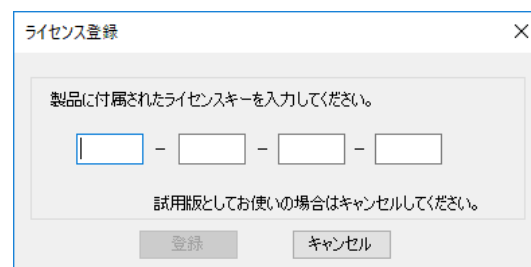 ライセンス登録
製品に付属されたライセンスキーを入力してください。
- - -
試用版としてお使いの場合はキャンセルしてください。
登録 キャンセル